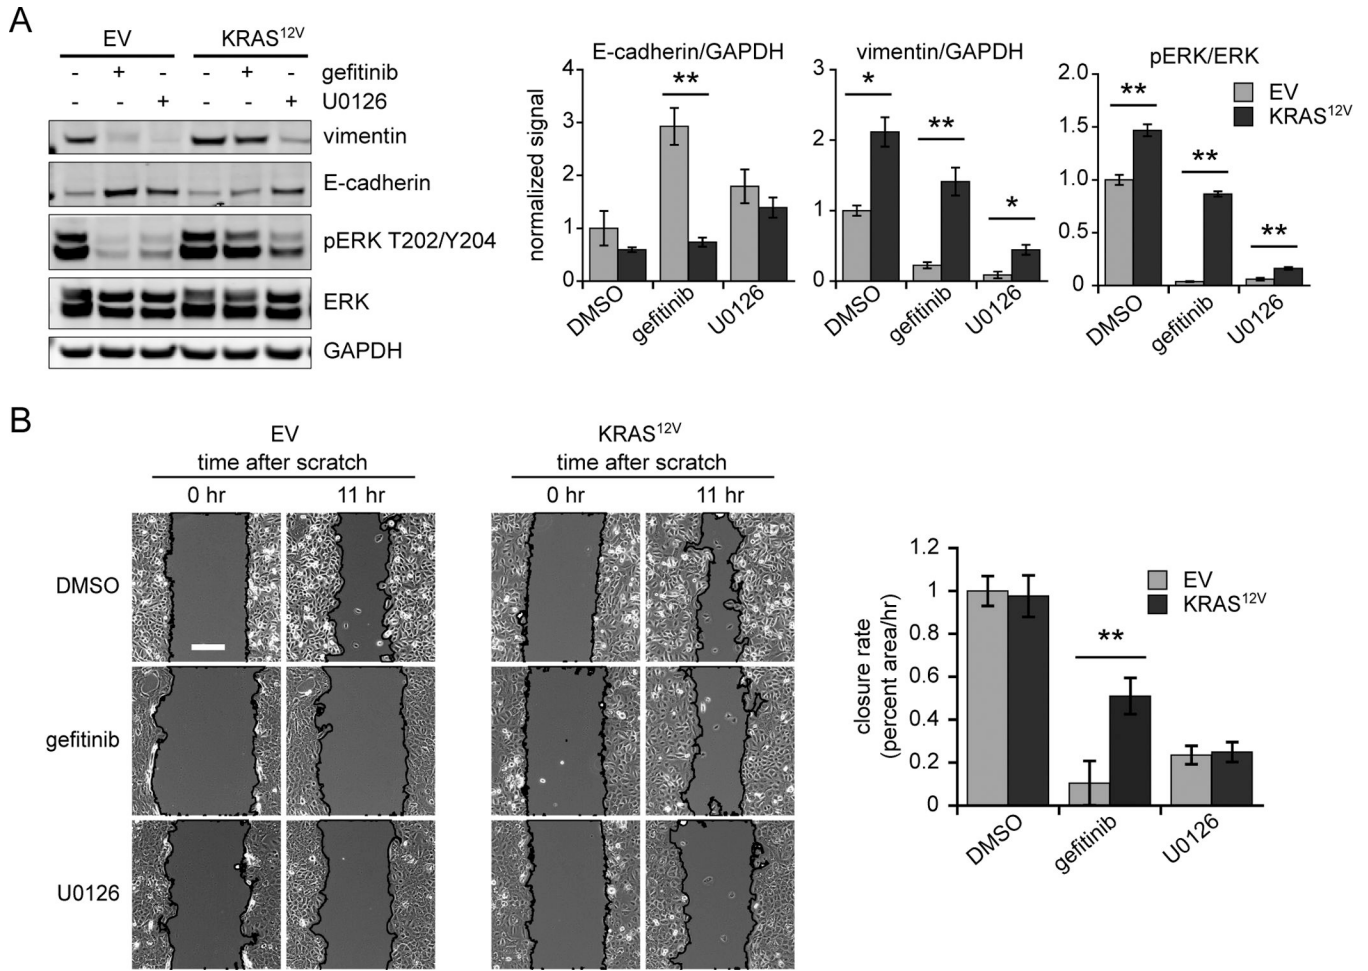 A
EV KRAS12V
- + - - + - gefitinib
- - + - - + U0126
vimentin
E-cadherin
pERK T202/Y204
ERK
GAPDH
E-cadherin/GAPDH
normalized signal
4
3
2
1
0
**
DMSO
gefitinib
U0126
vimentin/GAPDH
3
2
1
0
*
**
*
DMSO
gefitinib
U0126
pERK/ERK
2.0
1.5
1.0
0.5
0
**
**
**
EV
KRAS12V
DMSO
gefitinib
U0126
B
EV
time after scratch
0 hr 11 hr
KRAS12V
time after scratch
0 hr 11 hr
DMSO
gefitinib
U0126
closure rate
(percent area/hr)
1.2
1
0.8
0.6
0.4
0.2
0
**
EV
KRAS12V
DMSO
gefitinib
U0126